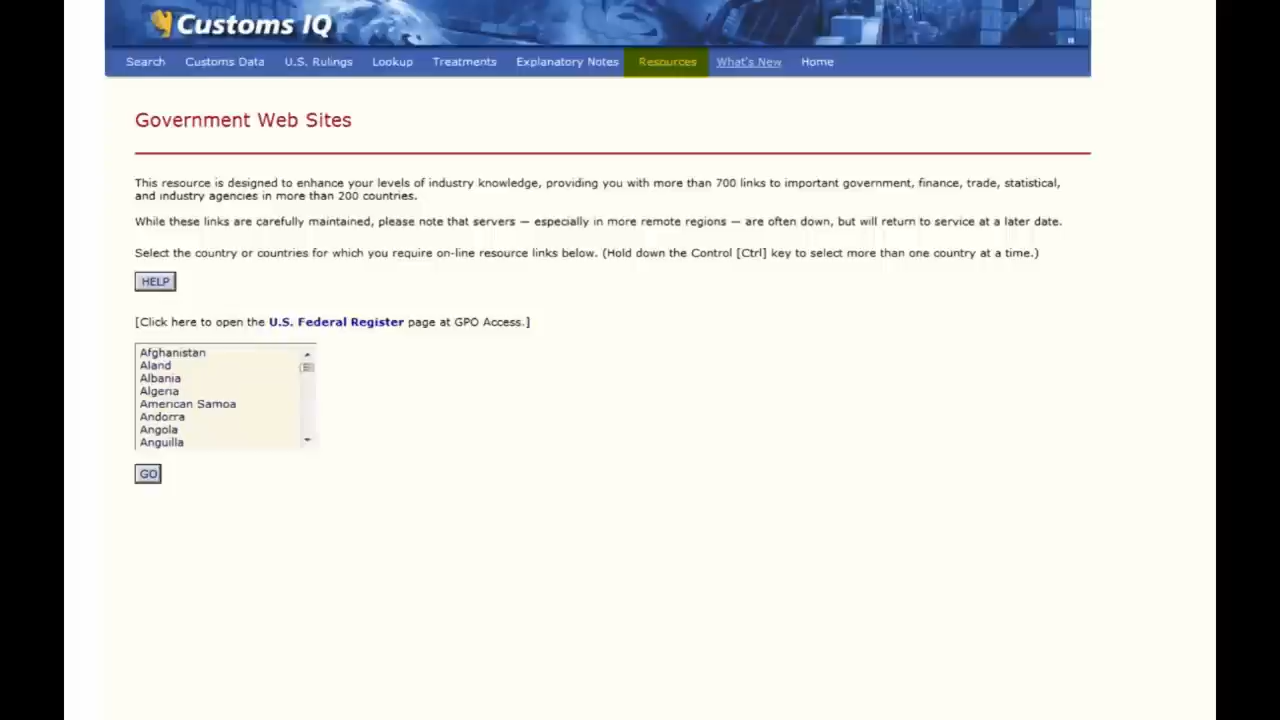 Customs IQ
Search Customs Data U.S. Rulings Lookup Treatments Explanatory Notes Resources What's New Home
Government Web Sites
This resource is designed to enhance your levels of industry knowledge, providing you with more than 700 links to important government, finance, trade, statistical,
and industry agencies in more than 200 countries.
While these links are carefully maintained, please note that servers — especially in more remote regions — are often down, but will return to service at a later date.
Select the country or countries for which you require on-line resource links below. (Hold down the Control [Ctrl] key to select more than one country at a time.)
HELP
[Click here to open the U.S. Federal Register page at GPO Access.]
Afghanistan
Aland
Albania
Algeria
American Samoa
Andorra
Angola
Anguilla
GO